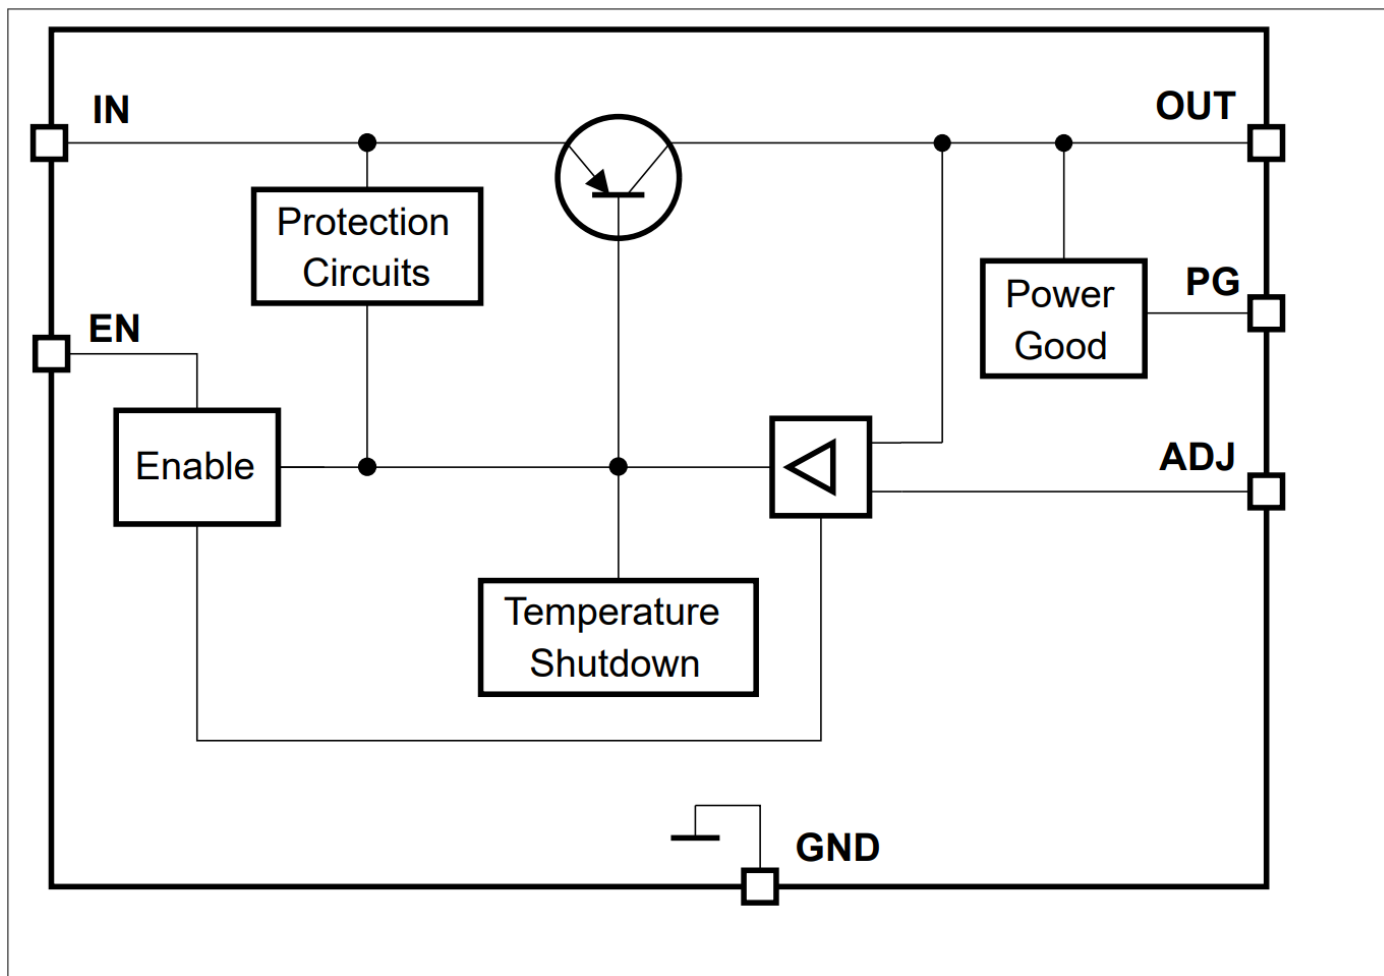 IN
OUT
Protection
Circuits
Power
Good
PG
EN
Enable
ADJ
Temperature
Shutdown
GND